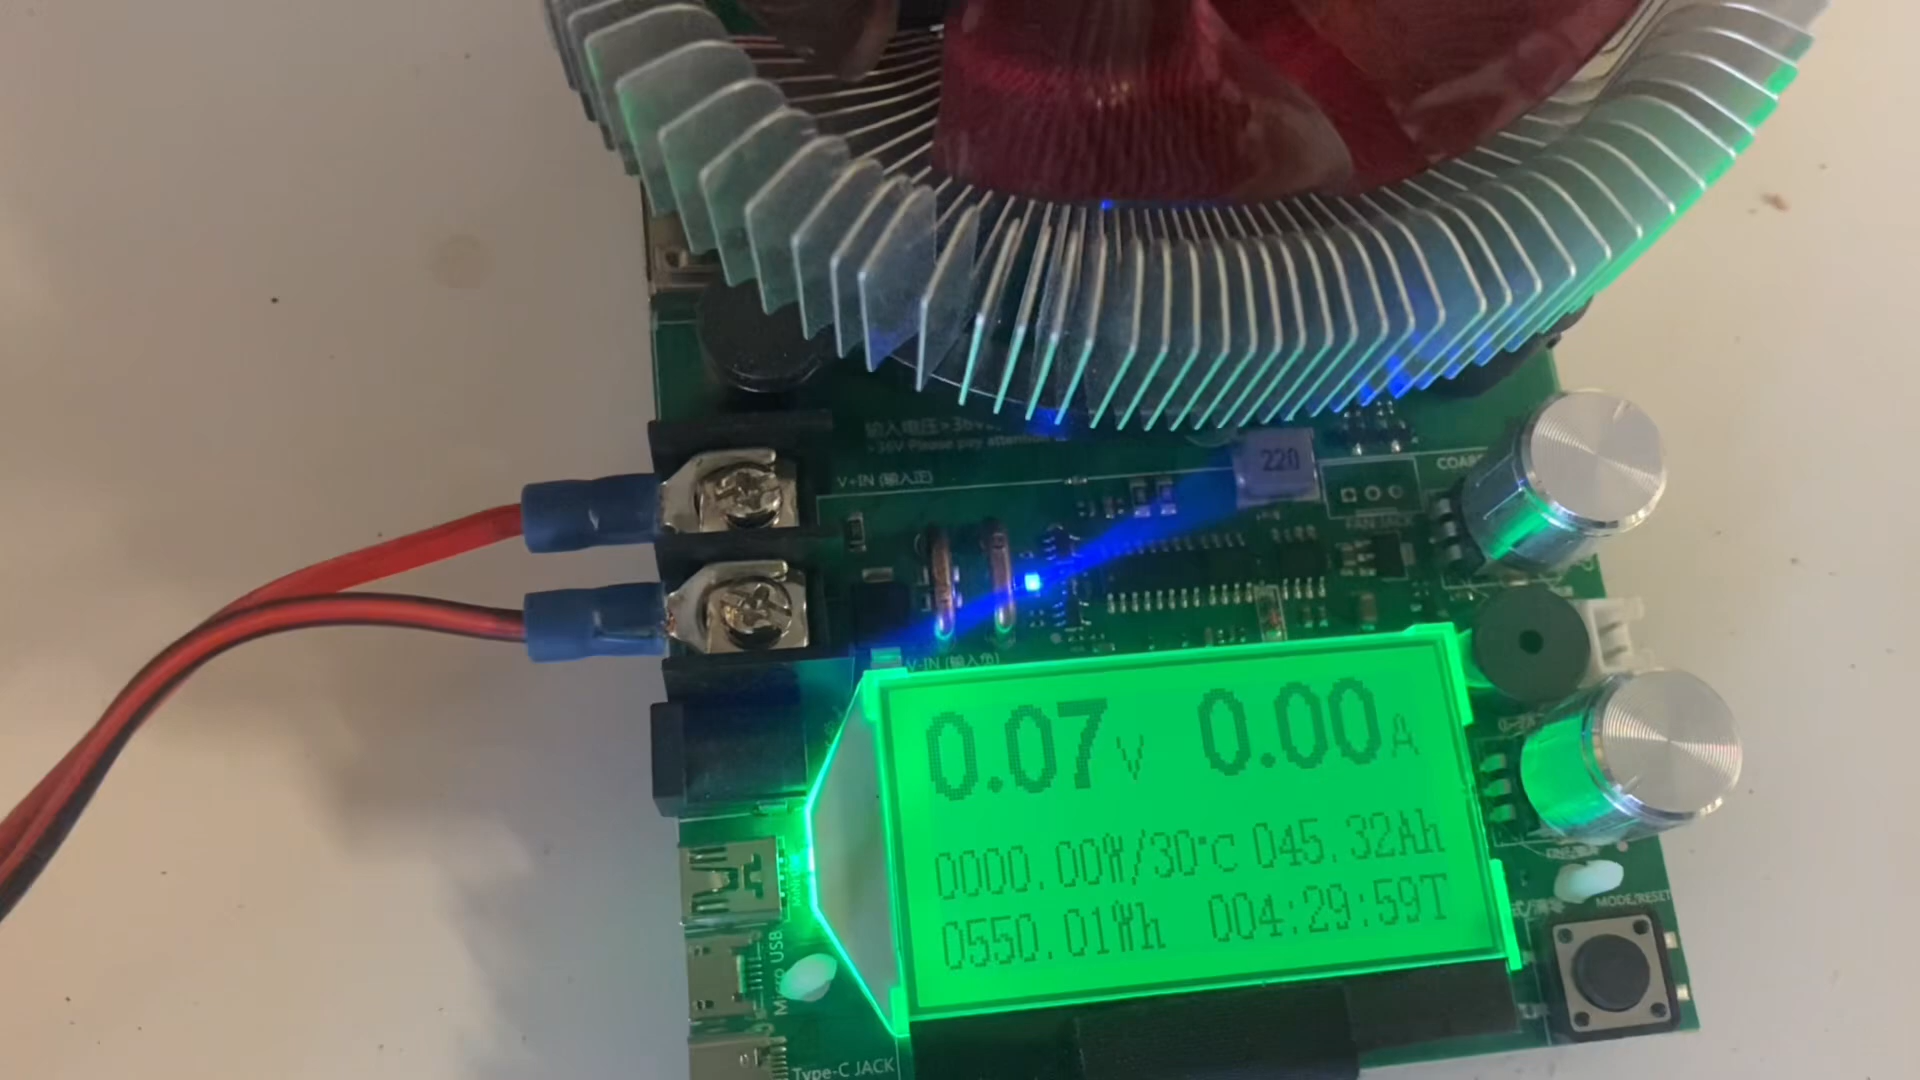 输入电压>36V
>36V Please pay attention
V+IN (输入正)
220
FAN JACK
V-IN (输入负)
0.07V 0.00A
0000.00W/30℃ 045.32Ah
0550.01Wh 004:29:59T
MODE/RESET
Micro USB
Type-C JACK